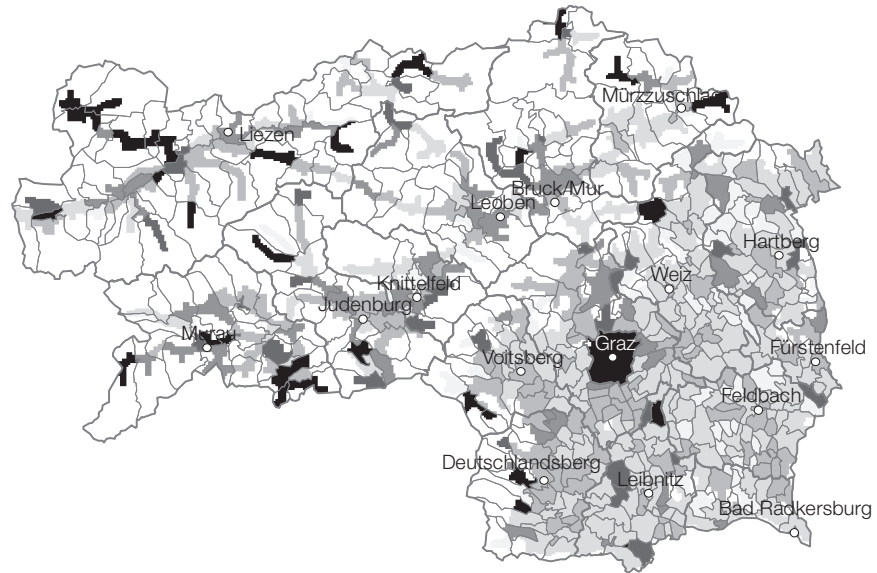 Mürzzuschlag
Liezen
Bruck/Mur
Leoben
Hartberg
Weiz
Knittelfeld
Judenburg
Murau
Graz
Voitsberg
Fürstenfeld
Feldbach
Deutschlandsberg
Leibnitz
Bad Radkersburg